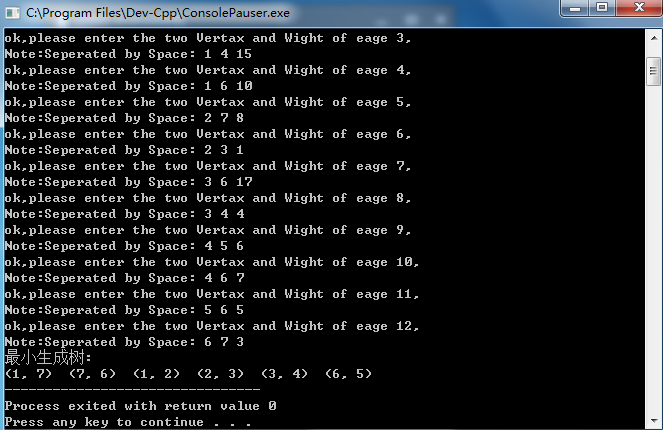 C:\Program Files\Dev-Cpp\ConsolePauser.exe
ok,please enter the two Vertax and Wight of eage 3,
Note:Seperated by Space: 1 4 15
ok,please enter the two Vertax and Wight of eage 4,
Note:Seperated by Space: 1 6 10
ok,please enter the two Vertax and Wight of eage 5,
Note:Seperated by Space: 2 7 8
ok,please enter the two Vertax and Wight of eage 6,
Note:Seperated by Space: 2 3 1
ok,please enter the two Vertax and Wight of eage 7,
Note:Seperated by Space: 3 6 17
ok,please enter the two Vertax and Wight of eage 8,
Note:Seperated by Space: 3 4 4
ok,please enter the two Vertax and Wight of eage 9,
Note:Seperated by Space: 4 5 6
ok,please enter the two Vertax and Wight of eage 10,
Note:Seperated by Space: 4 6 7
ok,please enter the two Vertax and Wight of eage 11,
Note:Seperated by Space: 5 6 5
ok,please enter the two Vertax and Wight of eage 12,
Note:Seperated by Space: 6 7 3
最小生成树:
(1, 7)  (7, 6)  (1, 2)  (2, 3)  (3, 4)  (6, 5)
--------------------------------
Process exited with return value 0
Press any key to continue . . .